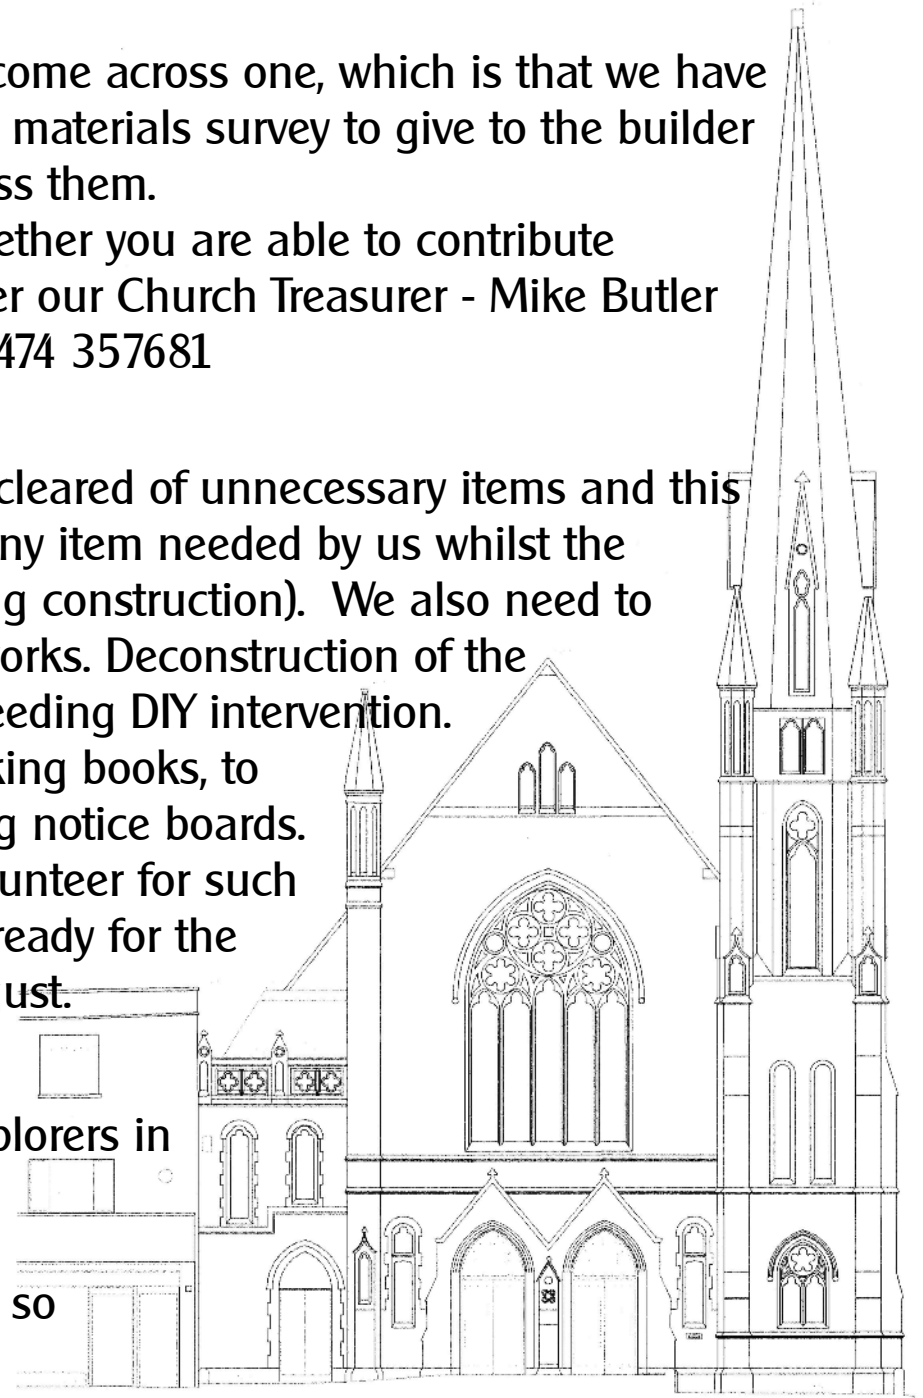 come across one, which is that we have
materials survey to give to the builder
ss them.
ether you are able to contribute
er our Church Treasurer - Mike Butler
474 357681
cleared of unnecessary items and this
ny item needed by us whilst the
g construction). We also need to
orks. Deconstruction of the
eeding DIY intervention.
king books, to
g notice boards.
unteer for such
ready for the
ust.
plorers in
so